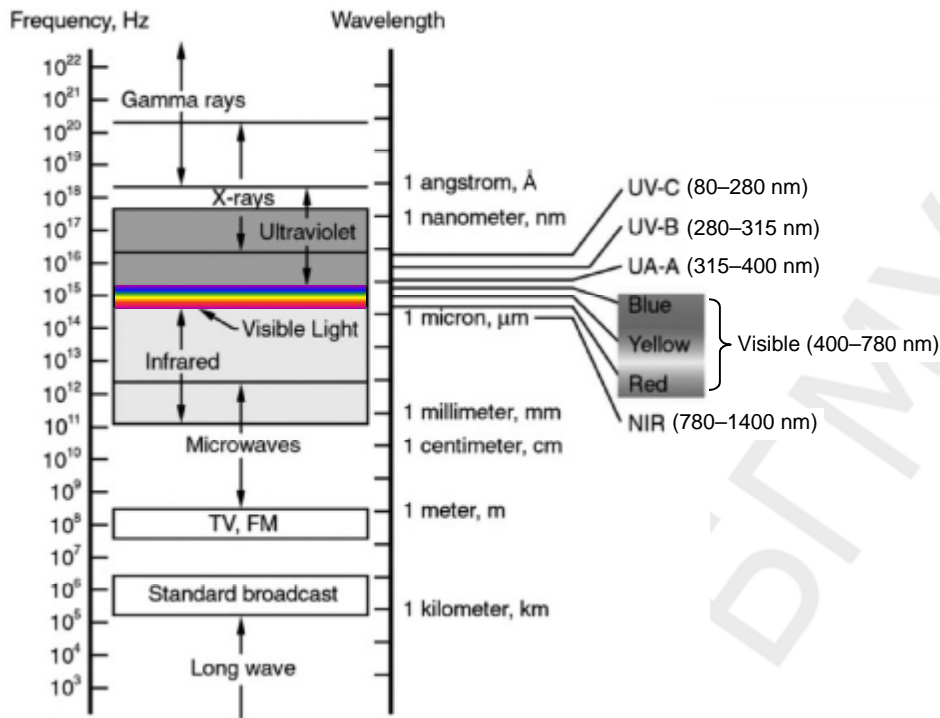 Frequency, Hz
Wavelength
10²²
10²¹
Gamma rays
10²⁰
10¹⁹
10¹⁸
X-rays
1 angstrom, Å
UV-C (80–280 nm)
10¹⁷
Ultraviolet
1 nanometer, nm
UV-B (280–315 nm)
10¹⁶
UA-A (315–400 nm)
10¹⁵
Blue
10¹⁴
Visible Light
1 micron, µm
Yellow
Visible (400–780 nm)
10¹³
Infrared
Red
10¹²
10¹¹
1 millimeter, mm
NIR (780–1400 nm)
10¹⁰
Microwaves
1 centimeter, cm
10⁹
10⁸
TV, FM
1 meter, m
10⁷
10⁶
Standard broadcast
10⁵
1 kilometer, km
10⁴
Long wave
10³